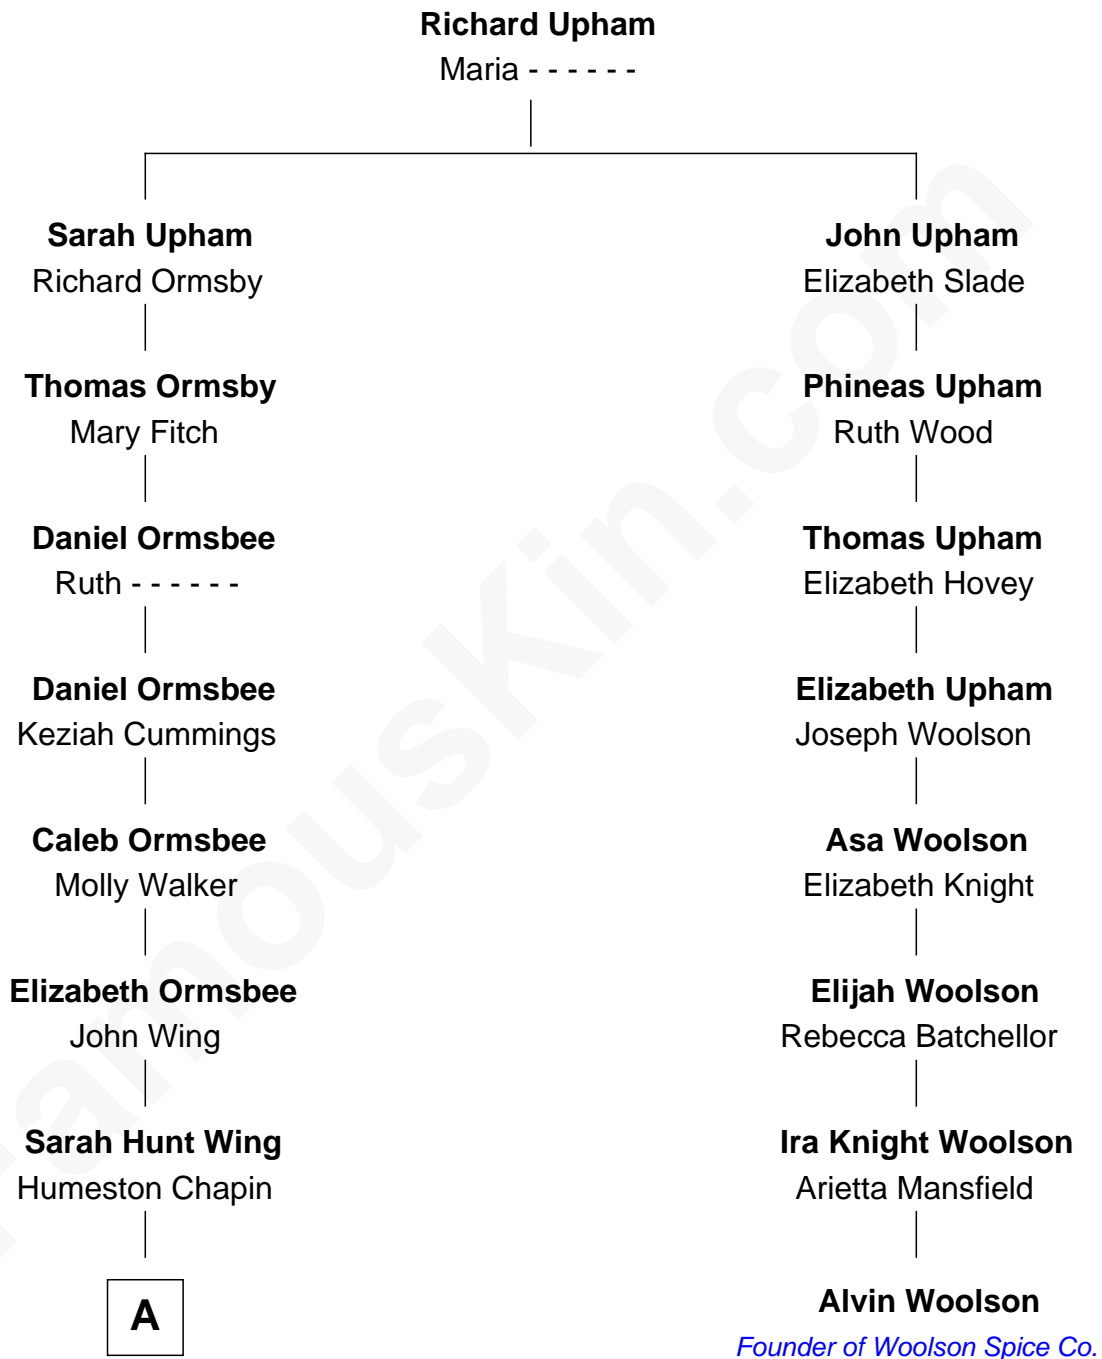 Richard Upham
Maria - - - - - -
Sarah Upham
Richard Ormsby
John Upham
Elizabeth Slade
Thomas Ormsby
Mary Fitch
Phineas Upham
Ruth Wood
Daniel Ormsbee
Ruth - - - - - -
Thomas Upham
Elizabeth Hovey
Daniel Ormsbee
Keziah Cummings
Elizabeth Upham
Joseph Woolson
Caleb Ormsbee
Molly Walker
Asa Woolson
Elizabeth Knight
Elizabeth Ormsbee
John Wing
Elijah Woolson
Rebecca Batchellor
Sarah Hunt Wing
Humeston Chapin
Ira Knight Woolson
Arietta Mansfield
A
Alvin Woolson
Founder of Woolson Spice Co.
FamousKin.com